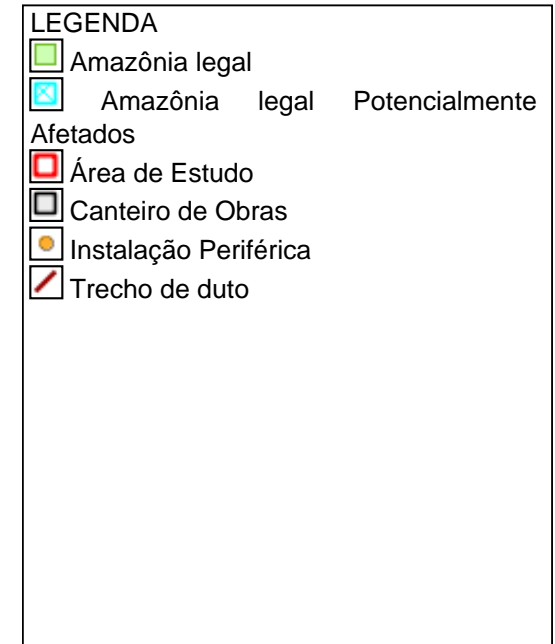 LEGENDA
Amazônia legal
Amazônia legal Potencialmente
Afetados
Área de Estudo
Canteiro de Obras
Instalação Periférica
Trecho de duto